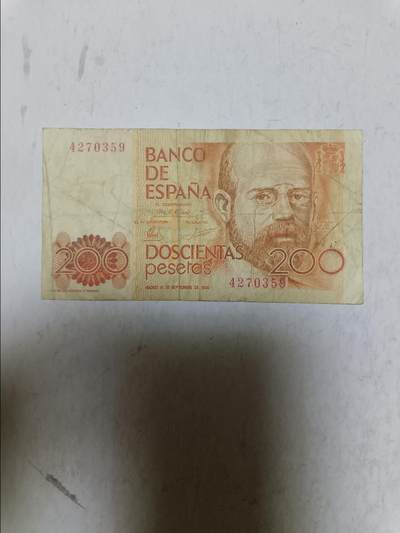 4270359
BANCO
DE
ESPAÑA
DOSCIENTAS
pesetas
200
200
4270359